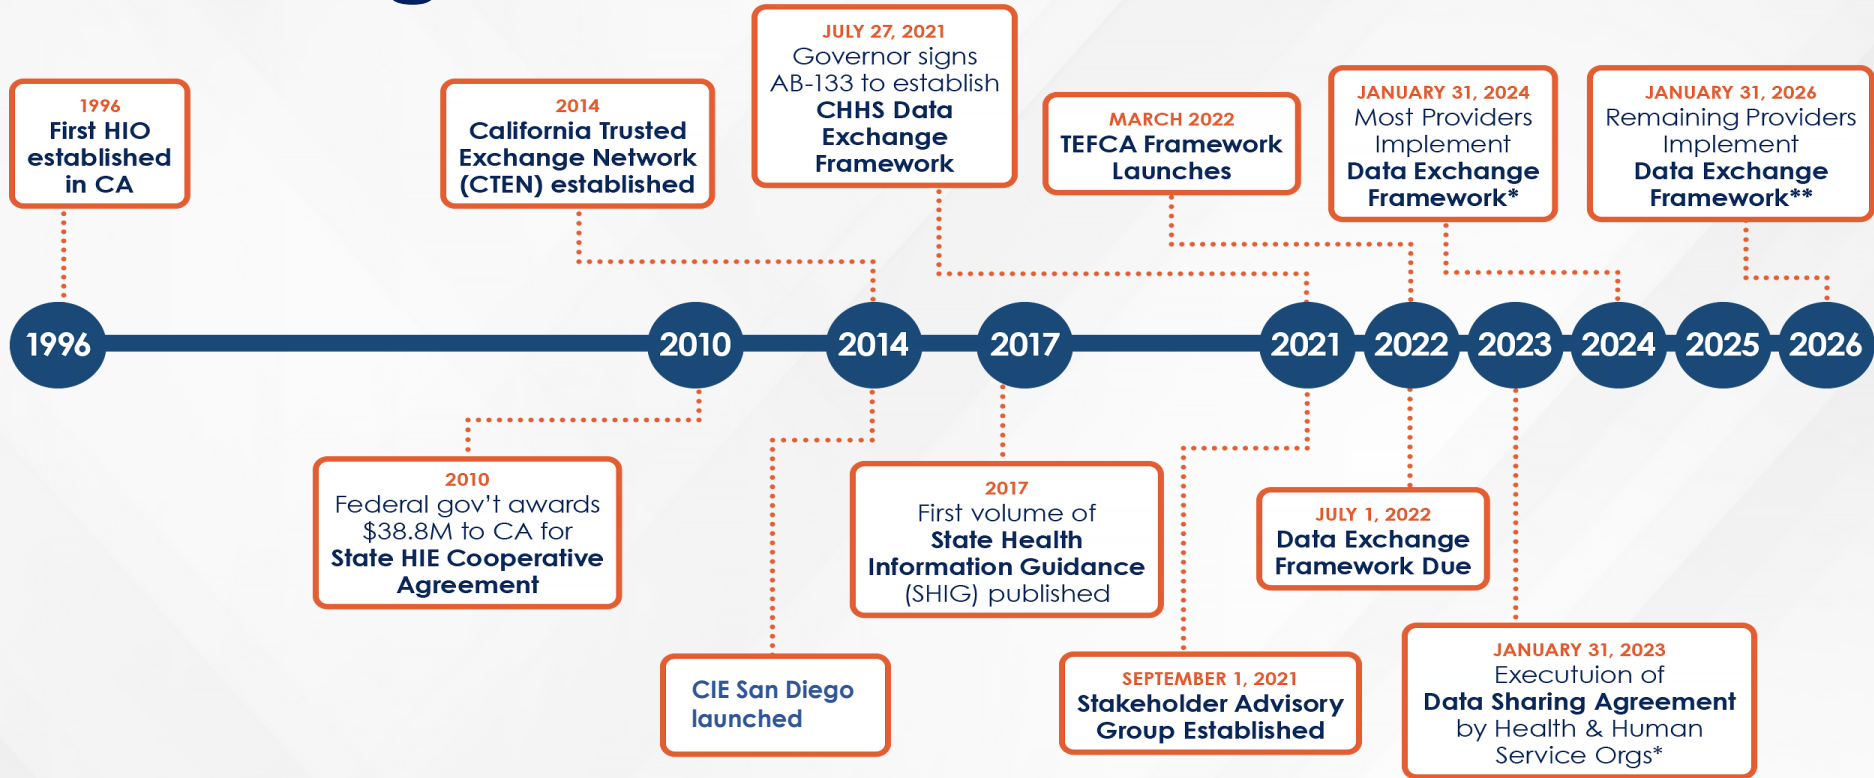 1996
First HIO
established
in CA
2014
California Trusted
Exchange Network
(CTEN) established
JULY 27, 2021
Governor signs
AB-133 to establish
CHHS Data
Exchange
Framework
MARCH 2022
TEFCA Framework
Launches
JANUARY 31, 2024
Most Providers
Implement
Data Exchange
Framework*
JANUARY 31, 2026
Remaining Providers
Implement
Data Exchange
Framework**
1996 2010 2014 2017 2021 2022 2023 2024 2025 2026
2010
Federal gov't awards
$38.8M to CA for
State HIE Cooperative
Agreement
CIE San Diego
launched
2017
First volume of
State Health
Information Guidance
(SHIG) published
SEPTEMBER 1, 2021
Stakeholder Advisory
Group Established
JULY 1, 2022
Data Exchange
Framework Due
JANUARY 31, 2023
Executuion of
Data Sharing Agreement
by Health & Human
Service Orgs*